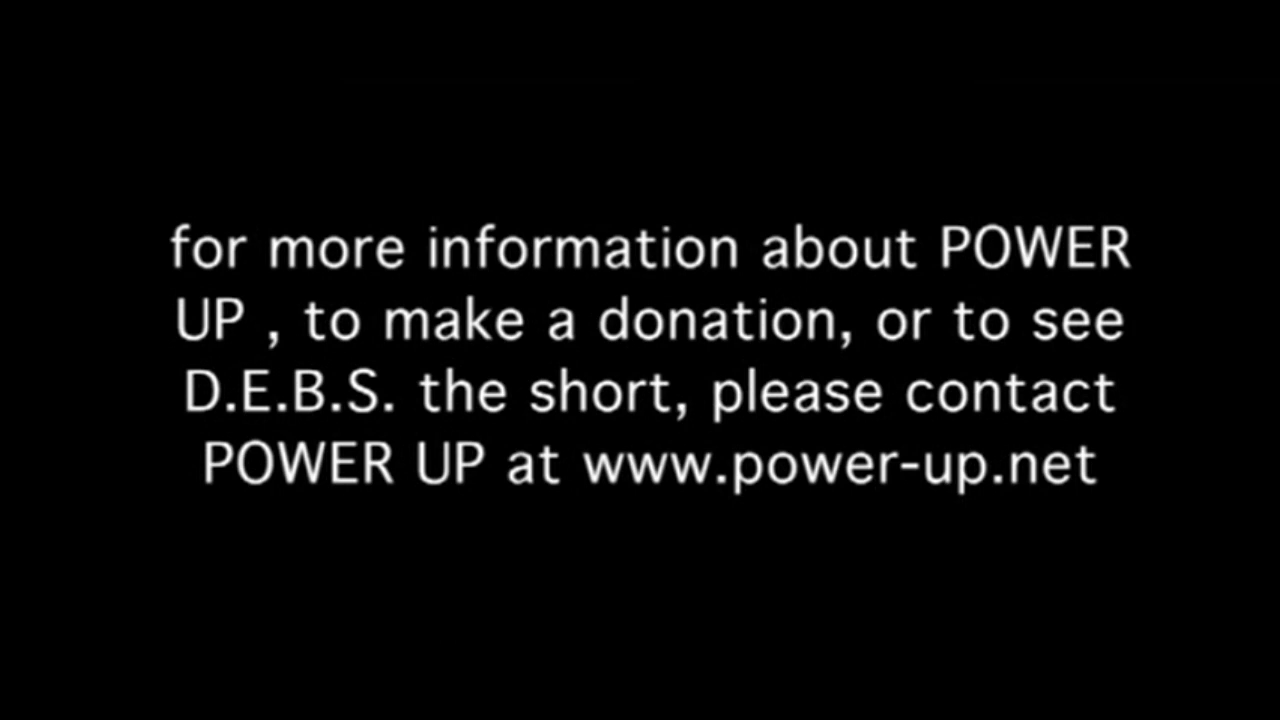 for more information about POWER
UP , to make a donation, or to see
D.E.B.S. the short, please contact
POWER UP at www.power-up.net